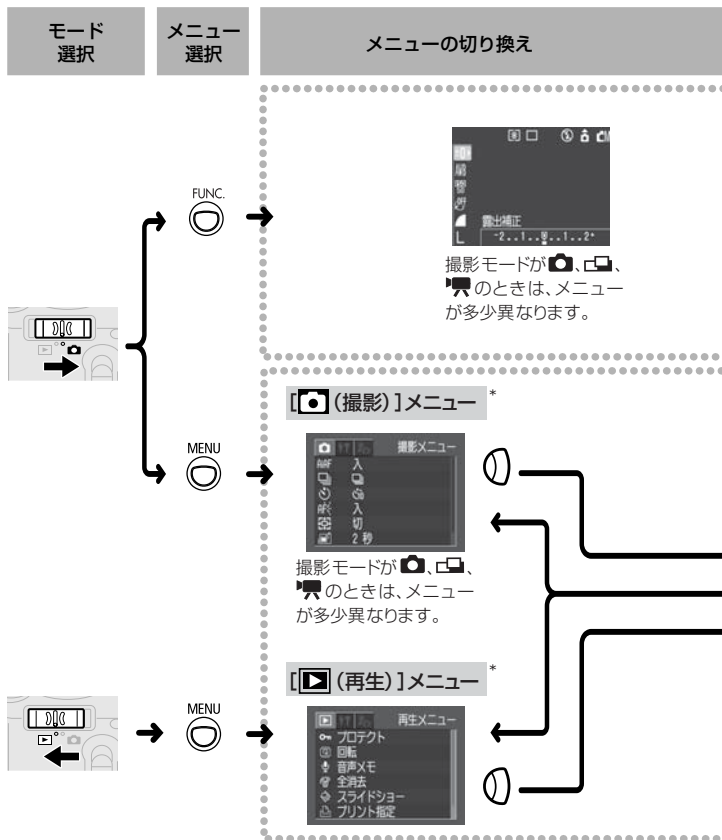 モード
選択
メニュー
選択
メニューの切り換え
FUNC.
露出補正
L
-2..1..0..1..2+
撮影モードが、、
のときは、メニュー
が多少異なります。
[(撮影)]メニュー *
MENU
撮影メニュー
入
入
切
2 秒
撮影モードが、、
のときは、メニュー
が多少異なります。
[(再生)]メニュー *
MENU
再生メニュー
プロテクト
回転
音声メモ
全消去
スライドショー
プリント指定